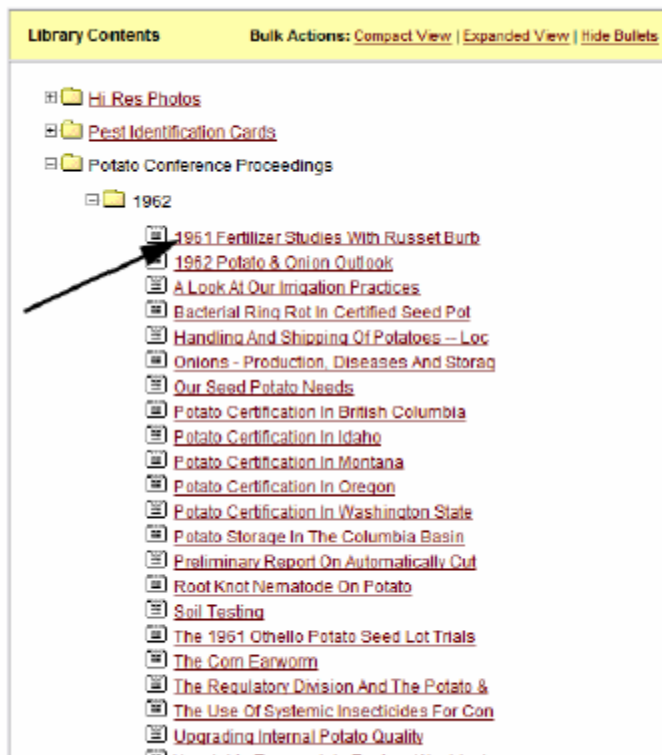 Library Contents Bulk Actions: Compact View | Expanded View | Hide Bullets
Hi Res Photos
Pest Identification Cards
Potato Conference Proceedings
1962
1961 Fertilizer Studies With Russet Burb
1962 Potato & Onion Outlook
A Look At Our Irrigation Practices
Bacterial Ring Rot In Certified Seed Pot
Handling And Shipping Of Potatoes -- Loc
Onions - Production, Diseases And Storag
Our Seed Potato Needs
Potato Certification In British Columbia
Potato Certification In Idaho
Potato Certification In Montana
Potato Certification In Oregon
Potato Certification In Washington State
Potato Storage In The Columbia Basin
Preliminary Report On Automatically Cut
Root Knot Nematode On Potato
Soil Testing
The 1961 Othello Potato Seed Lot Trials
The Corn Earworm
The Regulatory Division And The Potato &
The Use Of Systemic Insecticides For Con
Upgrading Internal Potato Quality